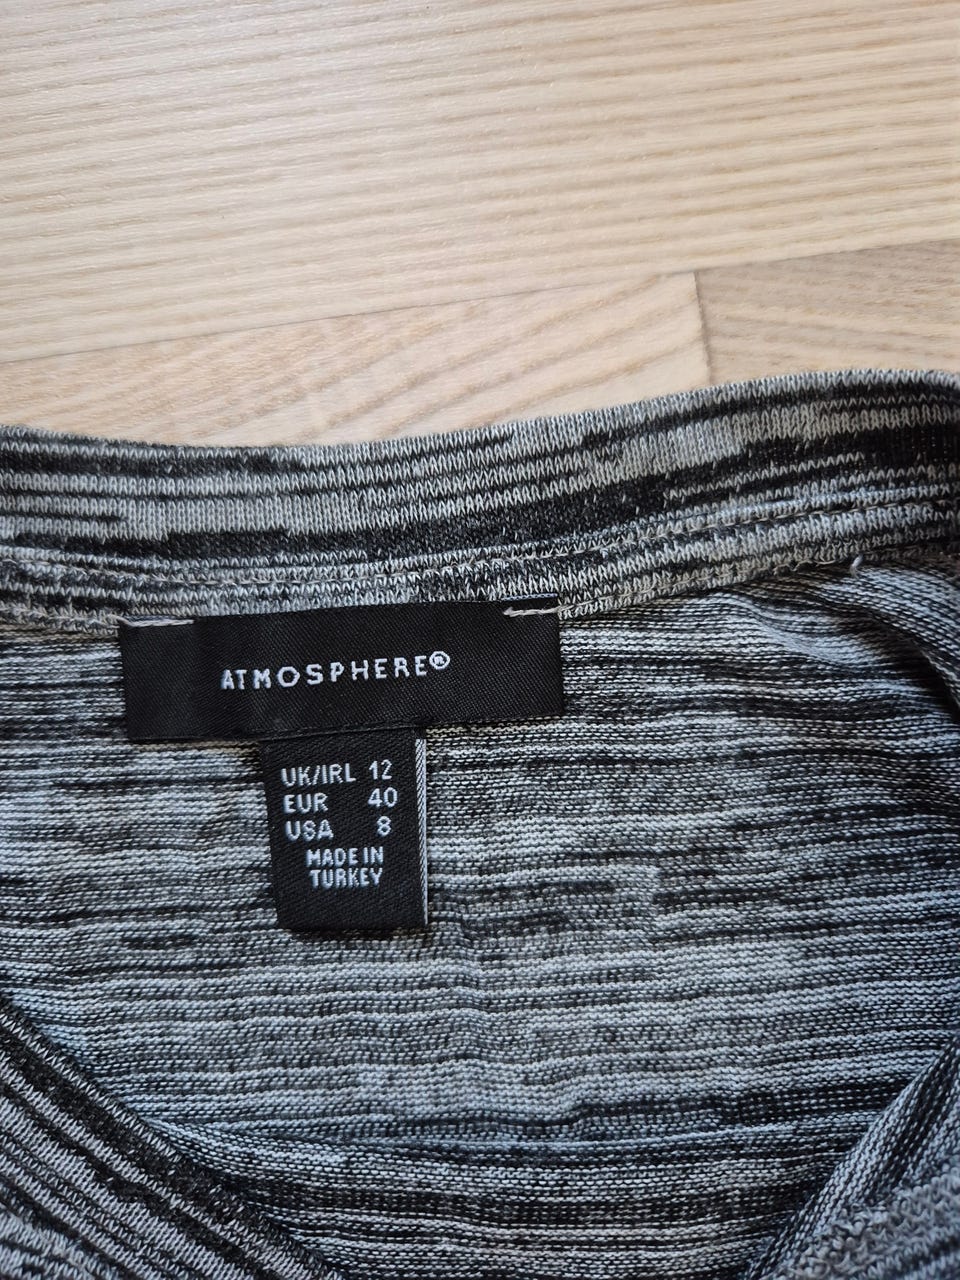 ATMOSPHERE®
UK/IRL 12
EUR 40
USA 8
MADE IN
TURKEY